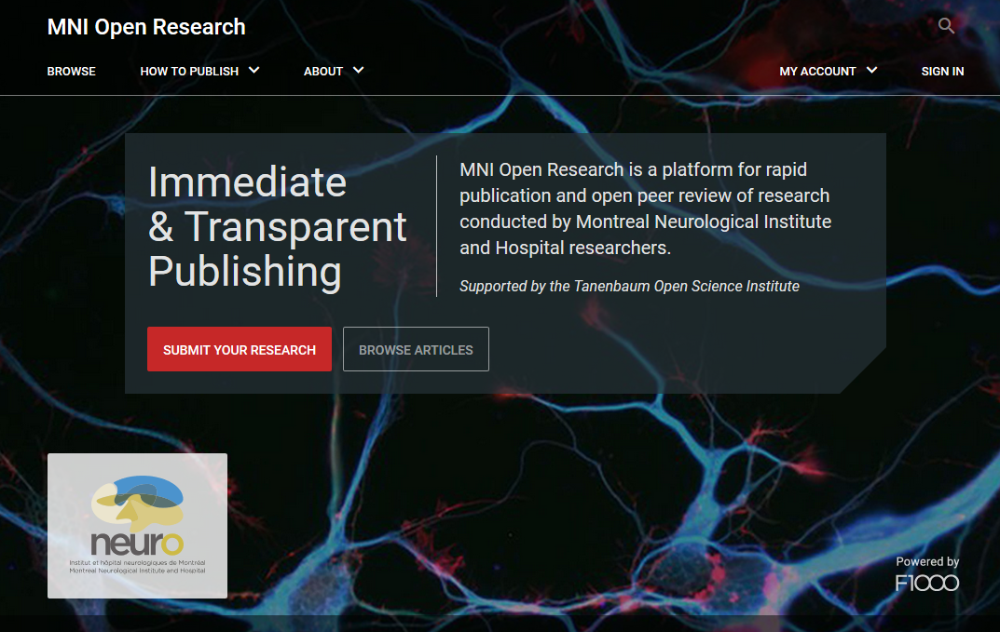 MNI Open Research
BROWSE
HOW TO PUBLISH
ABOUT
MY ACCOUNT
SIGN IN
Immediate
& Transparent
Publishing
MNI Open Research is a platform for rapid
publication and open peer review of research
conducted by Montreal Neurological Institute
and Hospital researchers.
Supported by the Tanenbaum Open Science Institute
SUBMIT YOUR RESEARCH
BROWSE ARTICLES
neuro
Institut et hôpital neurologiques de Montréal
Montreal Neurological Institute and Hospital
Powered by
F1000